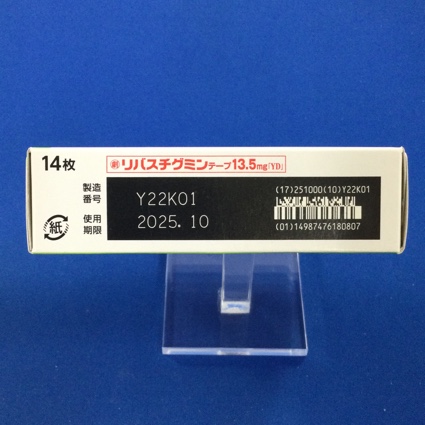 14枚
劇 リバスチグミンテープ13.5mg「YD」
製造番号 Y22K01
使用期限 2025.10
(17)251000(10)Y22K01
(01)14987476180807
紙